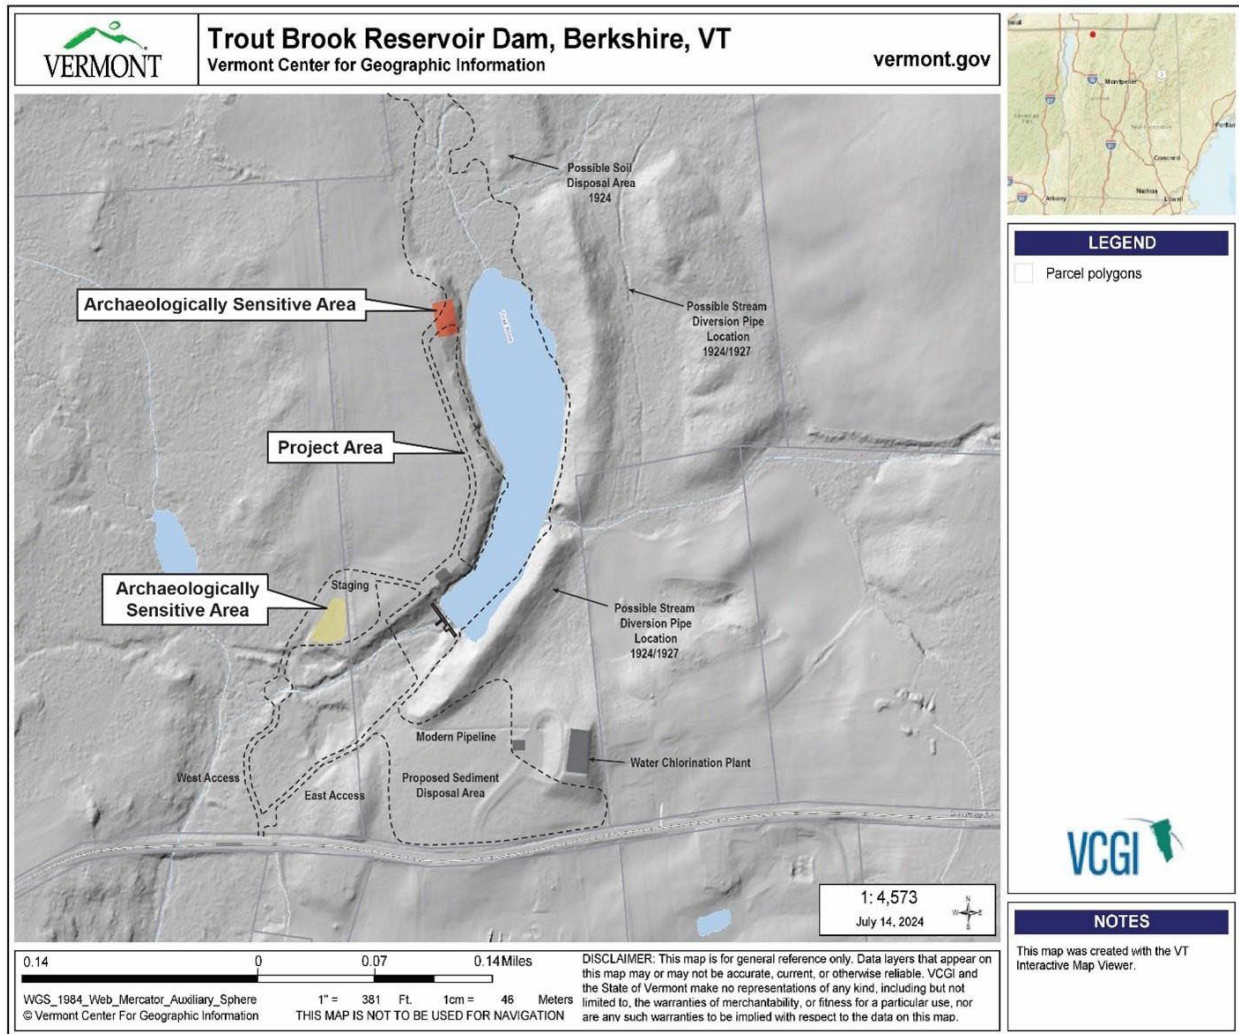 VERMONT
Trout Brook Reservoir Dam, Berkshire, VT
Vermont Center for Geographic Information
vermont.gov
Montpelier
Concord
Nashua
Lowell
Albany
LEGEND
Parcel polygons
Possible Soil
Disposal Area
1924
Archaeologically Sensitive Area
Trout Brook
Possible Stream
Diversion Pipe
Location
1924/1927
Project Area
Archaeologically
Sensitive Area
Staging
Possible Stream
Diversion Pipe
Location
1924/1927
Modern Pipeline
Water Chlorination Plant
West Access
East Access
Proposed Sediment
Disposal Area
VCGI
1: 4,573
July 14, 2024
N
W E
S
NOTES
This map was created with the VT
Interactive Map Viewer.
0.14 0 0.07 0.14 Miles
WGS_1984_Web_Mercator_Auxiliary_Sphere 1" = 381 Ft. 1cm = 46 Meters
© Vermont Center For Geographic Information THIS MAP IS NOT TO BE USED FOR NAVIGATION
DISCLAIMER: This map is for general reference only. Data layers that appear on
this map may or may not be accurate, current, or otherwise reliable. VCGI and
the State of Vermont make no representations of any kind, including but not
limited to, the warranties of merchantability, or fitness for a particular use, nor
are any such warranties to be implied with respect to the data on this map.